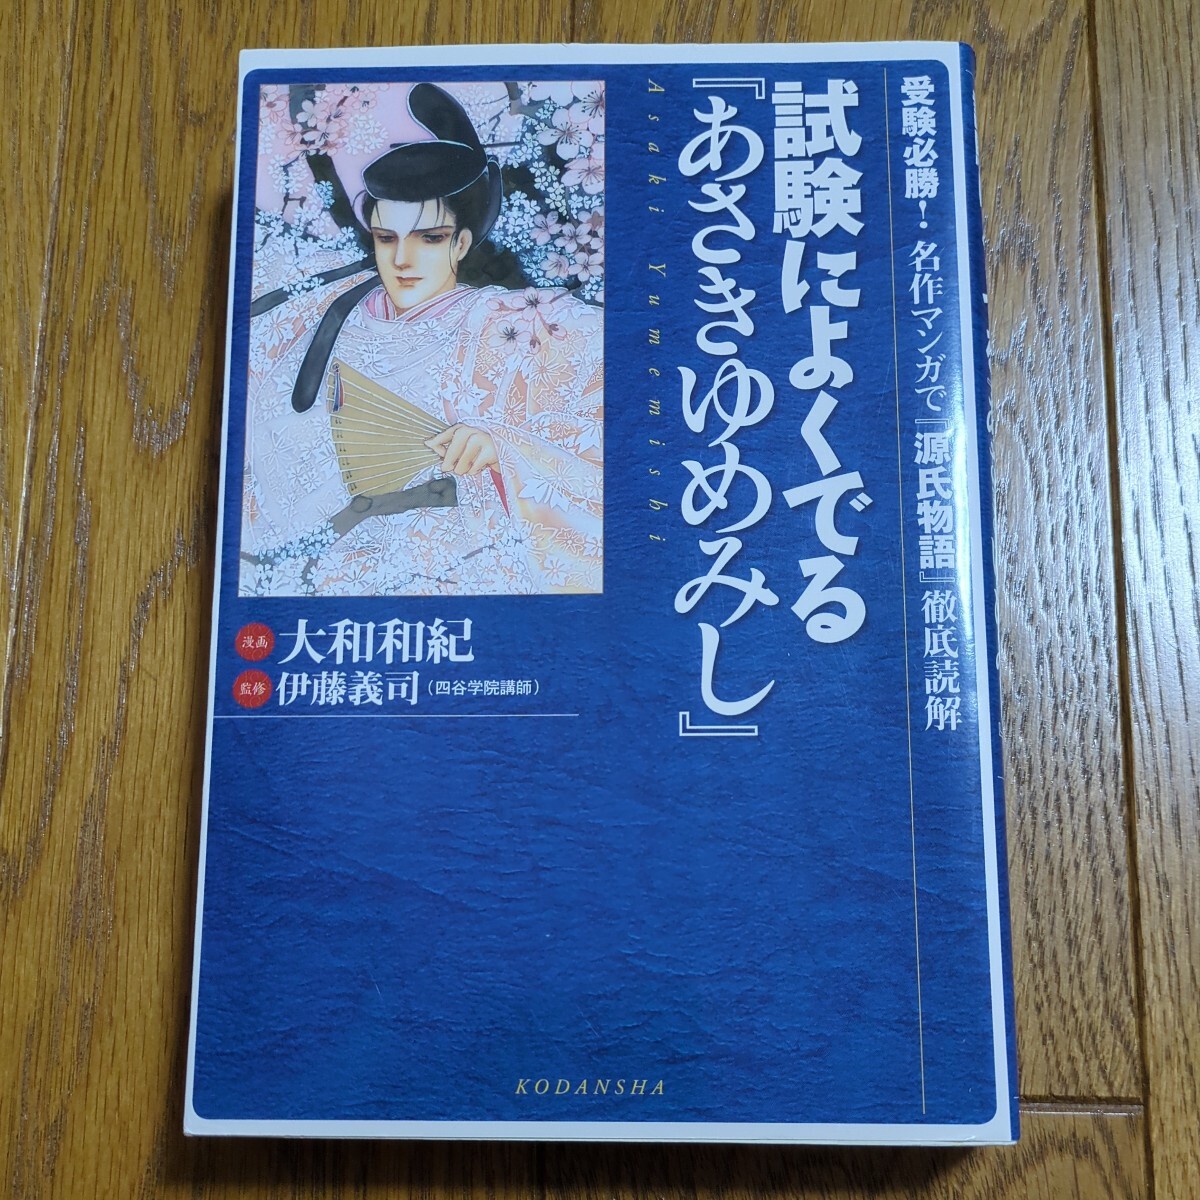 受験必勝！名作マンガで『源氏物語』徹底読解
試験によくでる
『あさきゆめみし』
Asaki Yumemishi
漫画 大和和紀
監修 伊藤義司（四谷学院講師）
KODANSHA